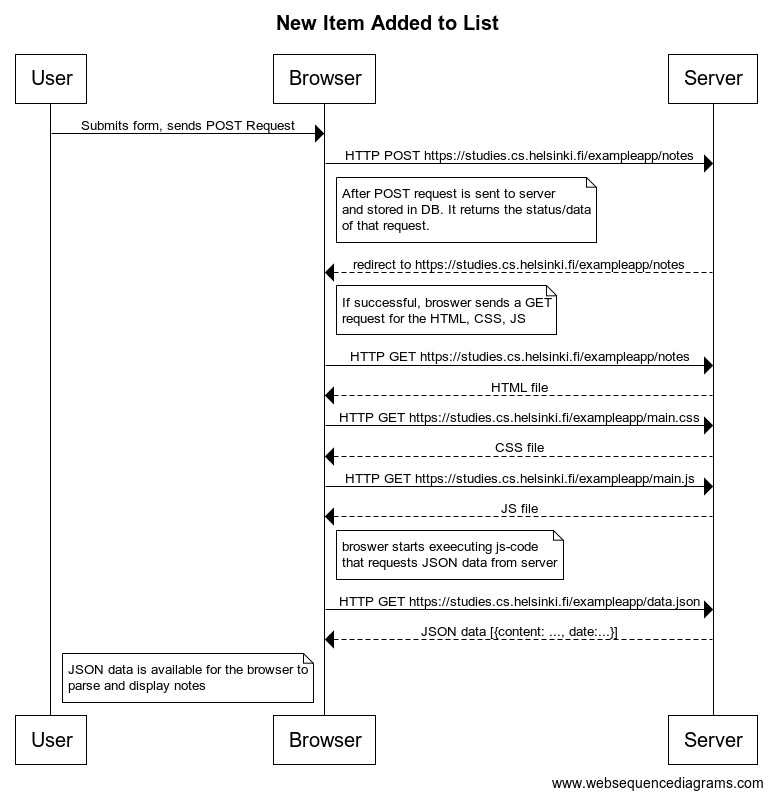 New Item Added to List
User
Browser
Server
Submits form, sends POST Request
HTTP POST https://studies.cs.helsinki.fi/exampleapp/notes
After POST request is sent to server
and stored in DB. It returns the status/data
of that request.
redirect to https://studies.cs.helsinki.fi/exampleapp/notes
If successful, broswer sends a GET
request for the HTML, CSS, JS
HTTP GET https://studies.cs.helsinki.fi/exampleapp/notes
HTML file
HTTP GET https://studies.cs.helsinki.fi/exampleapp/main.css
CSS file
HTTP GET https://studies.cs.helsinki.fi/exampleapp/main.js
JS file
broswer starts exeecuting js-code
that requests JSON data from server
HTTP GET https://studies.cs.helsinki.fi/exampleapp/data.json
JSON data [{content: ..., date:...}]
JSON data is available for the browser to
parse and display notes
User
Browser
Server
www.websequencediagrams.com